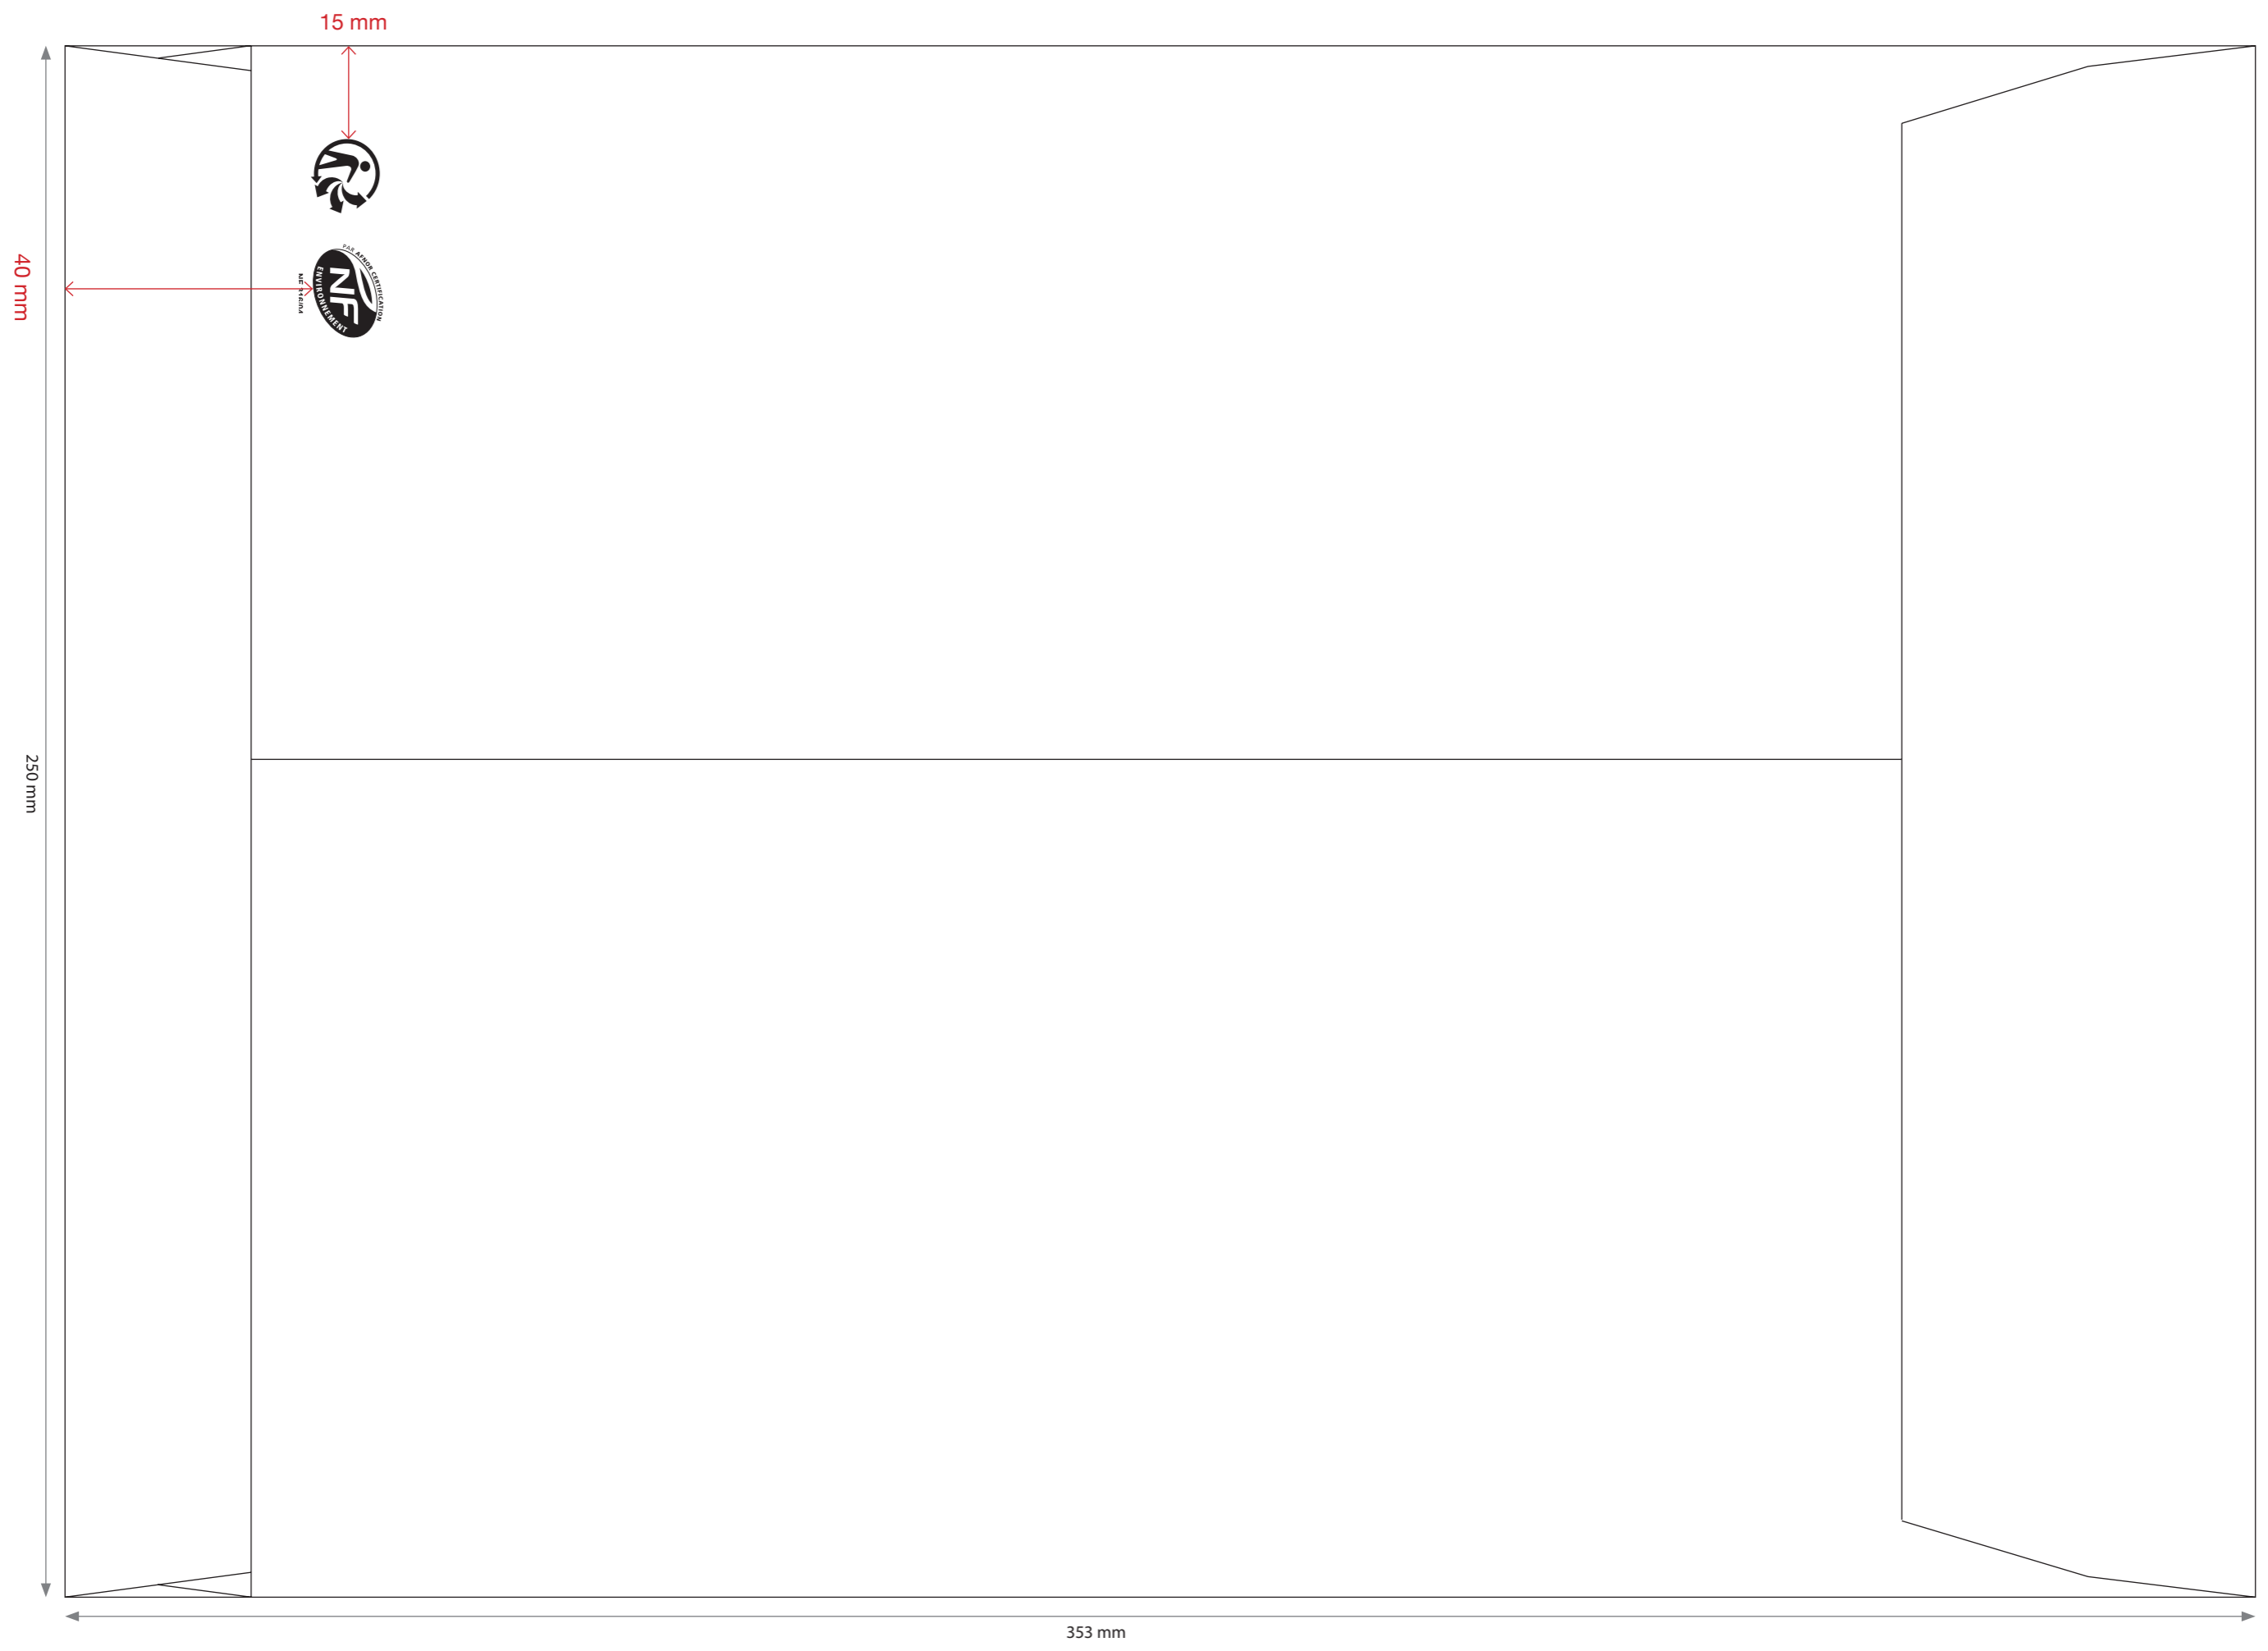 15 mm
40 mm
PAR AFNOR CERTIFICATION
NF
ENVIRONNEMENT
250 mm
353 mm